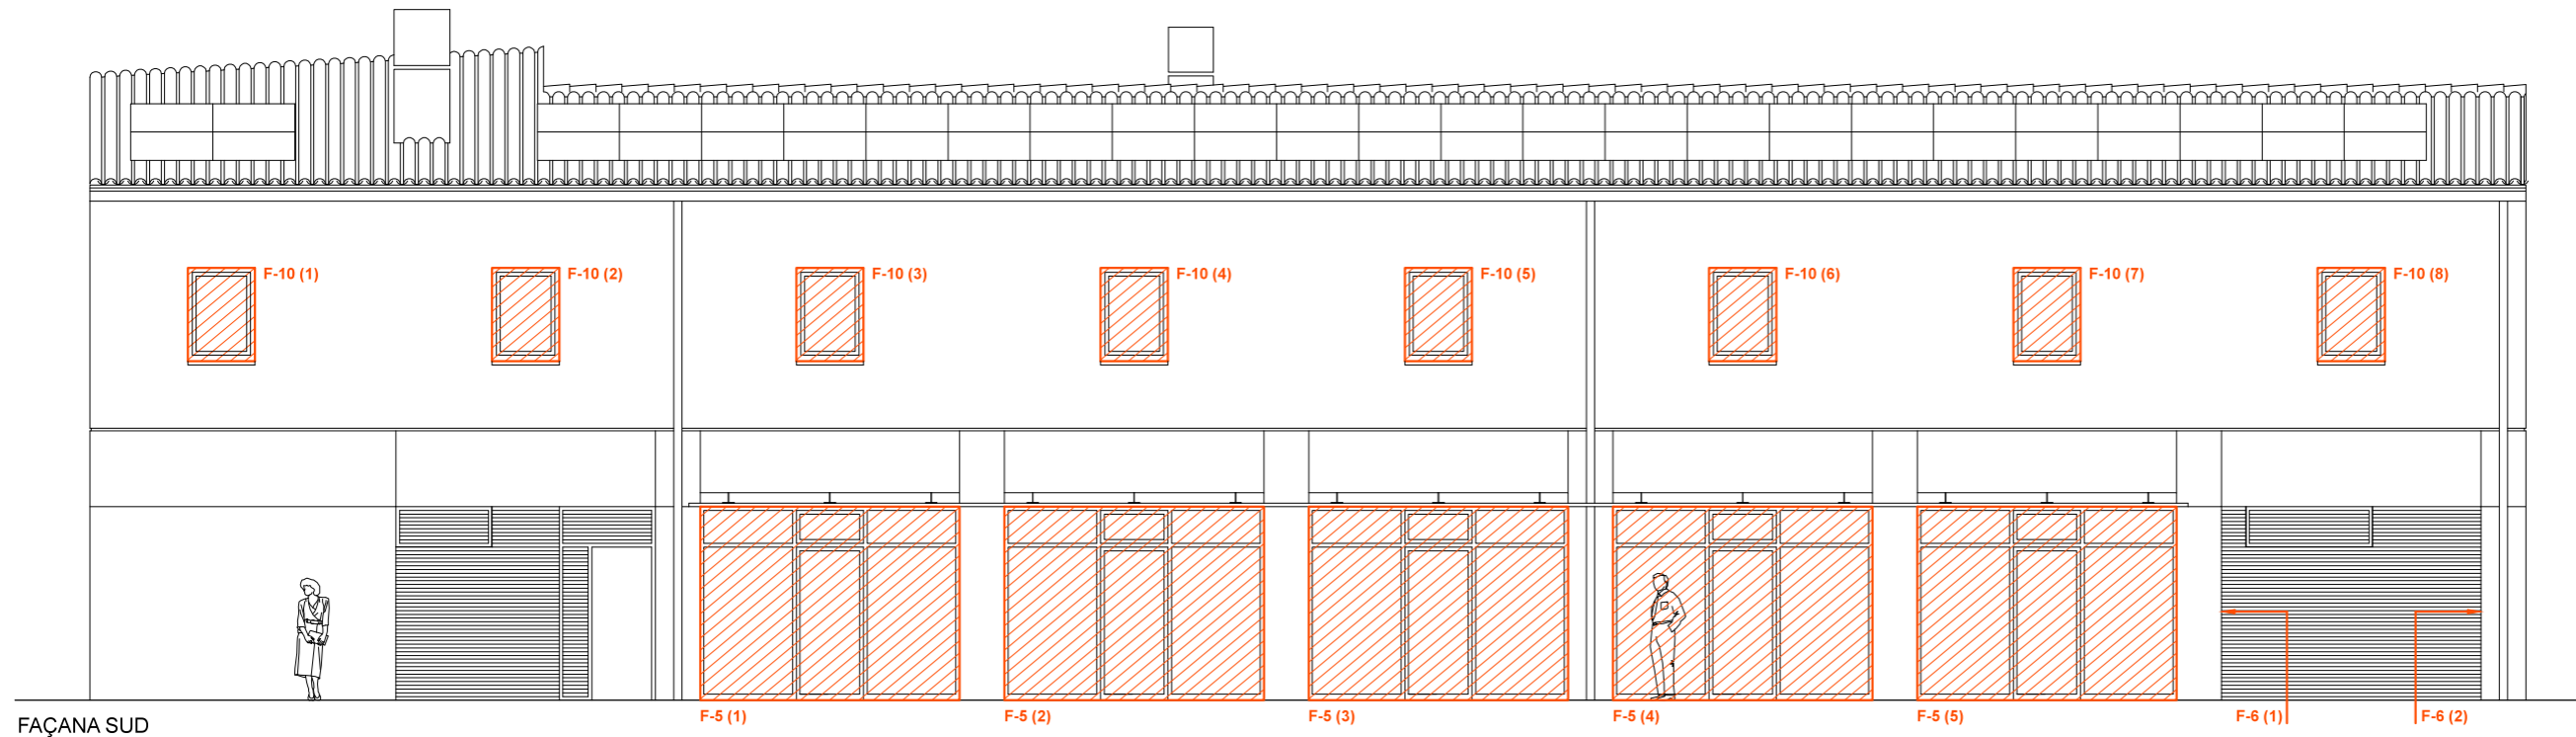 F-10 (1)
F-10 (2)
F-10 (3)
F-10 (4)
F-10 (5)
F-10 (6)
F-10 (7)
F-10 (8)
F-5 (1)
F-5 (2)
F-5 (3)
F-5 (4)
F-5 (5)
F-6 (1)
F-6 (2)
FAÇANA SUD